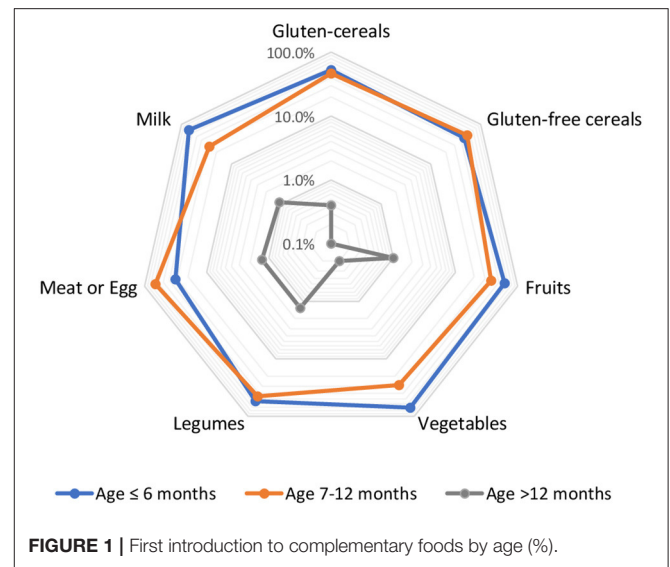 Gluten-cereals
100.0%
Milk
10.0%
Gluten-free cereals
1.0%
0.1%
Meat or Egg
Fruits
Legumes
Vegetables
Age ≤ 6 months
Age 7-12 months
Age >12 months
FIGURE 1 | First introduction to complementary foods by age (%).